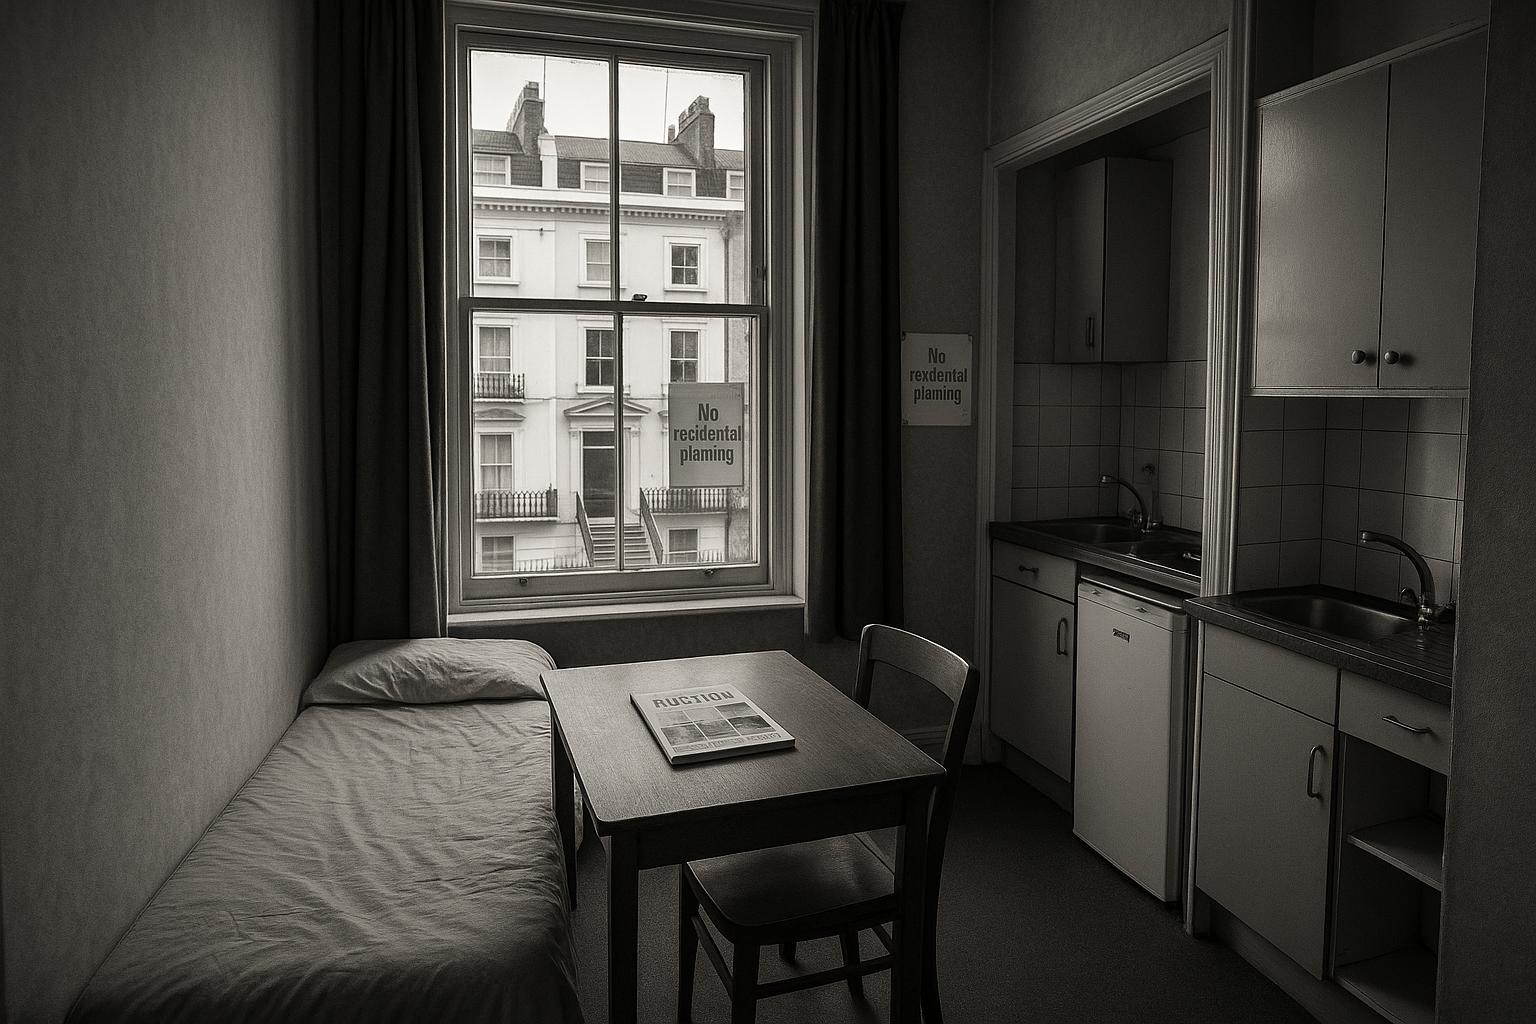 No
recidental
plaming
No
rexdental
plaming
RUCTION